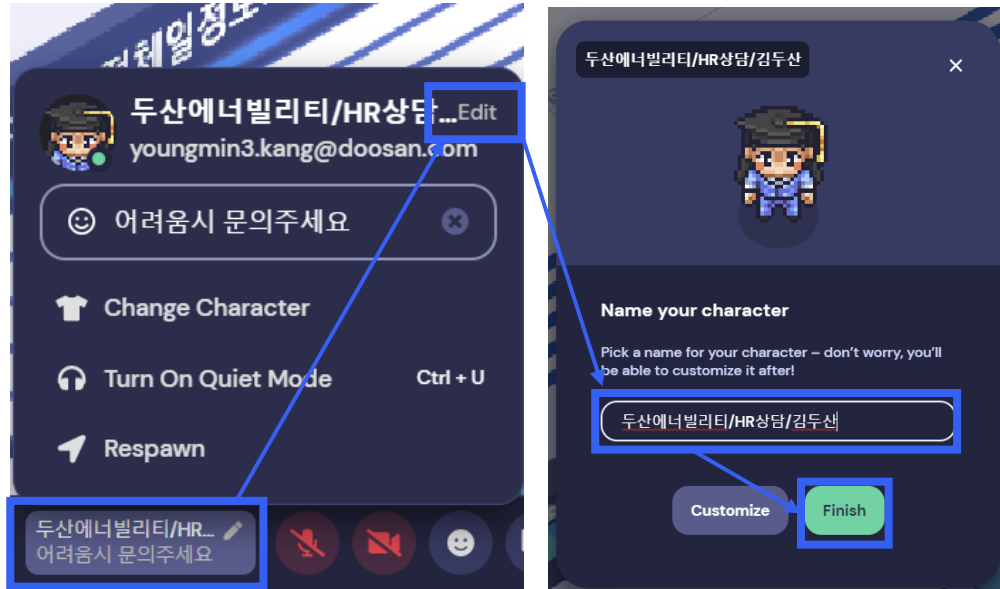 전체일정보
두산에너빌리티/HR상담...Edit
youngmin3.kang@doosan.com
어려움시 문의주세요
Change Character
Turn On Quiet Mode Ctrl + U
Respawn
두산에너빌리티/HR...
어려움시 문의주세요
두산에너빌리티/HR상담/김두산
Name your character
Pick a name for your character – don't worry, you'll
be able to customize it after!
두산에너빌리티/HR상담/김두산
Customize
Finish